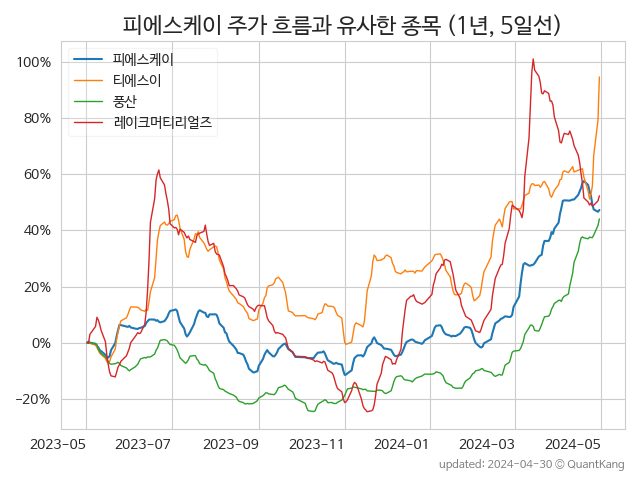 피에스케이 주가 흐름과 유사한 종목 (1년, 5일선)
피에스케이
티에스이
풍산
레이크머티리얼즈
100%
80%
60%
40%
20%
0%
−20%
2023-05 2023-07 2023-09 2023-11 2024-01 2024-03 2024-05
updated: 2024-04-30 © QuantKang